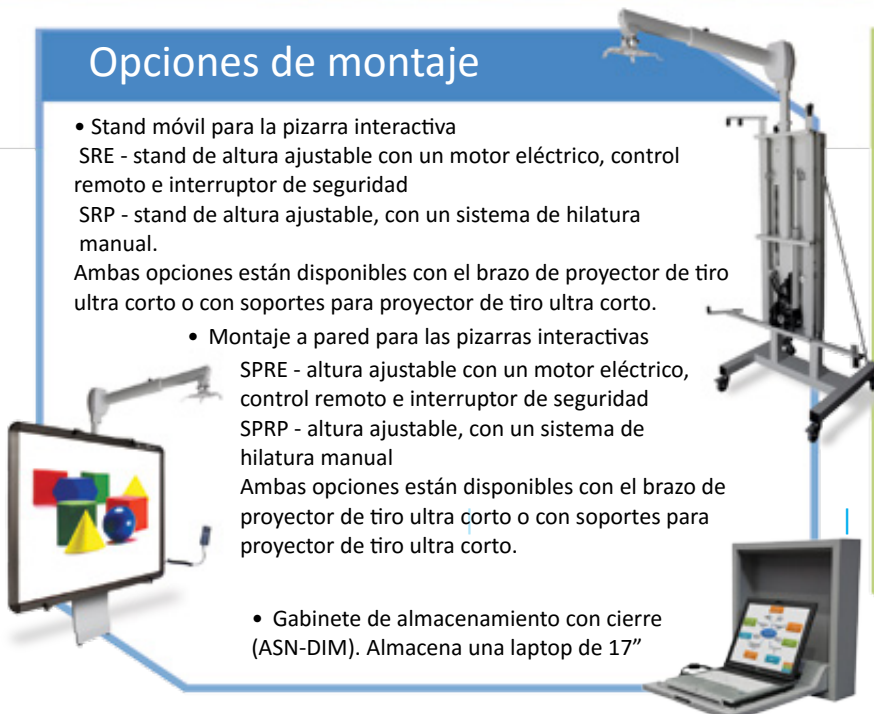 Opciones de montaje
• Stand móvil para la pizarra interactiva
SRE - stand de altura ajustable con un motor eléctrico, control
remoto e interruptor de seguridad
SRP - stand de altura ajustable, con un sistema de hilatura
manual.
Ambas opciones están disponibles con el brazo de proyector de tiro
ultra corto o con soportes para proyector de tiro ultra corto.
• Montaje a pared para las pizarras interactivas
SPRE - altura ajustable con un motor eléctrico,
control remoto e interruptor de seguridad
SPRP - altura ajustable, con un sistema de
hilatura manual
Ambas opciones están disponibles con el brazo de
proyector de tiro ultra corto o con soportes para
proyector de tiro ultra corto.
• Gabinete de almacenamiento con cierre
(ASN-DIM). Almacena una laptop de 17”